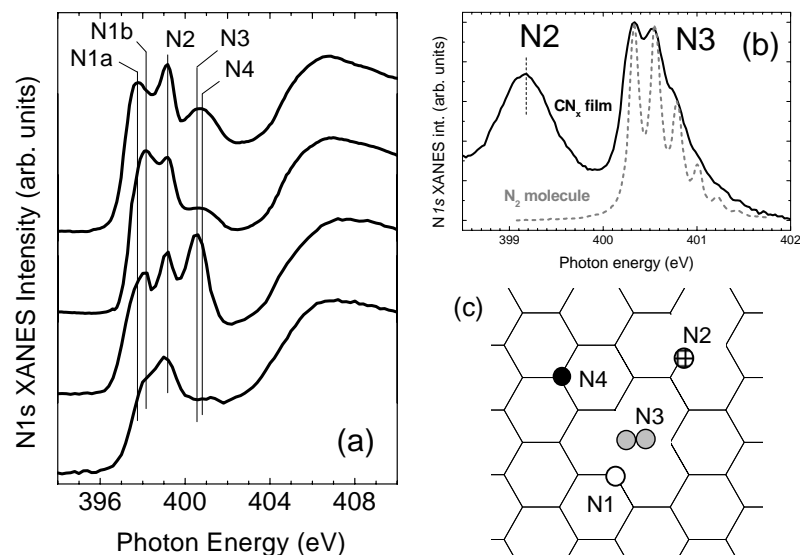 N1a
N1b
N2
N3
N4
N1s XANES Intensity (arb. units)
(a)
396
400
404
408
Photon Energy (eV)
N2
N3
(b)
CNx film
N2 molecule
N1s XANES int. (arb. units)
399
400
401
402
Photon energy (eV)
(c)
N2
N4
N3
N1